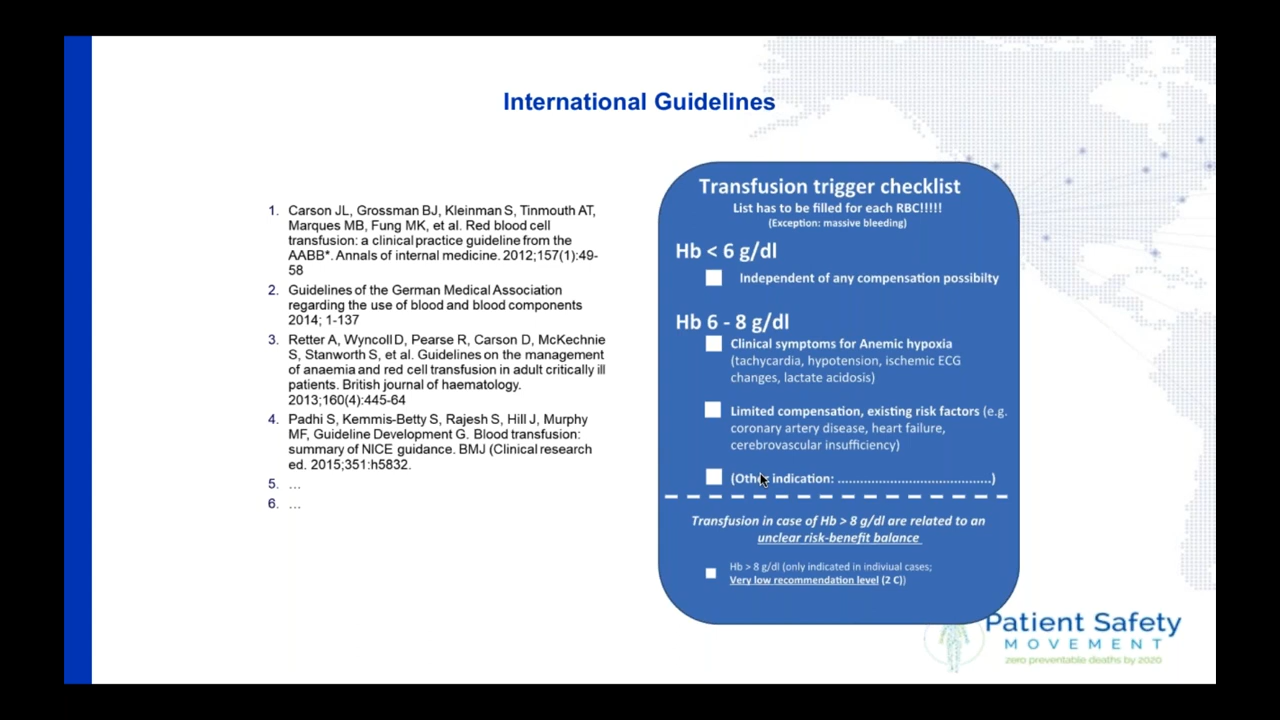 International Guidelines
1. Carson JL, Grossman BJ, Kleinman S, Tinmouth AT,
Marques MB, Fung MK, et al. Red blood cell
transfusion: a clinical practice guideline from the
AABB*. Annals of internal medicine. 2012;157(1):49-
58
2. Guidelines of the German Medical Association
regarding the use of blood and blood components
2014; 1-137
3. Retter A, Wyncoll D, Pearse R, Carson D, McKechnie
S, Stanworth S, et al. Guidelines on the management
of anaemia and red cell transfusion in adult critically ill
patients. British journal of haematology.
2013;160(4):445-64
4. Padhi S, Kemmis-Betty S, Rajesh S, Hill J, Murphy
MF, Guideline Development G. Blood transfusion:
summary of NICE guidance. BMJ (Clinical research
ed. 2015;351:h5832.
5. ...
6. ...
Transfusion trigger checklist
List has to be filled for each RBC!!!!!
(Exception: massive bleeding)
Hb < 6 g/dl
Independent of any compensation possibilty
Hb 6 - 8 g/dl
Clinical symptoms for Anemic hypoxia
(tachycardia, hypotension, ischemic ECG
changes, lactate acidosis)
Limited compensation, existing risk factors (e.g.
coronary artery disease, heart failure,
cerebrovascular insufficiency)
(Other indication: ..........................................)
Transfusion in case of Hb > 8 g/dl are related to an
unclear risk-benefit balance
Hb > 8 g/dl (only indicated in indiviual cases;
Very low recommendation level (2 C))
Patient Safety
MOVEMENT
zero preventable deaths by 2020